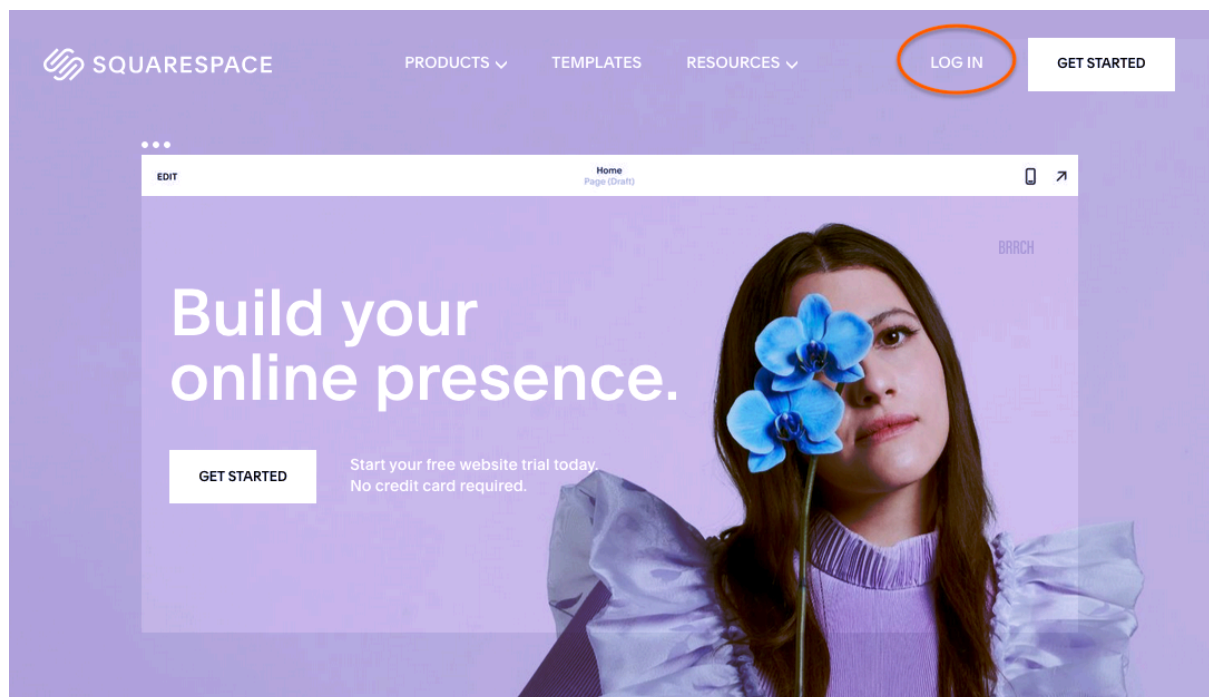 SQUARESPACE
PRODUCTS
TEMPLATES
RESOURCES
LOG IN
GET STARTED
EDIT
Home
Page (Draft)
BRRCH
Build your
online presence.
GET STARTED
Start your free website trial today.
No credit card required.